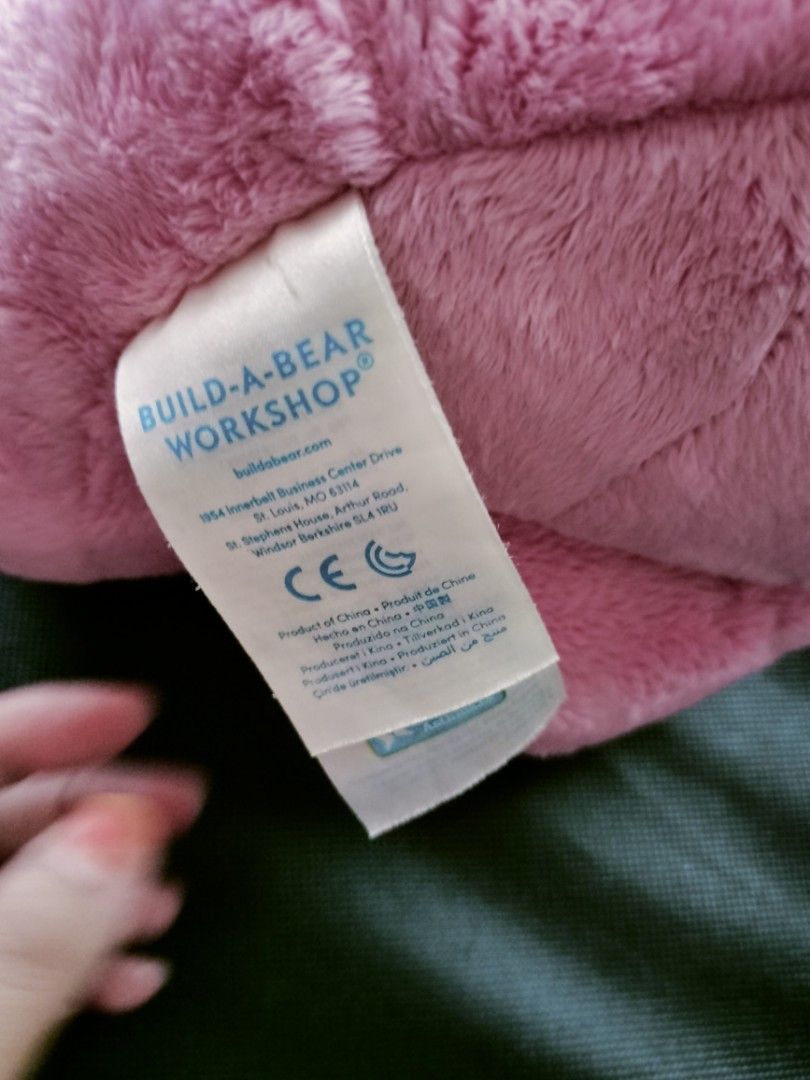 BUILD-A-BEAR
WORKSHOP®
buildabear.com
1954 Innerbelt Business Center Drive
St. Louis, MO 63114
St. Stephens House, Arthur Road,
Windsor Berkshire SL4 1RU
CE
Product of China • Produit de Chine
Hecho en China • 中国製
Produzido na China
Produceret i Kina • Tillverkad i Kina
Produsert i Kina • Produziert in China
Çin'de üretilmiştir. • منتج من الصين